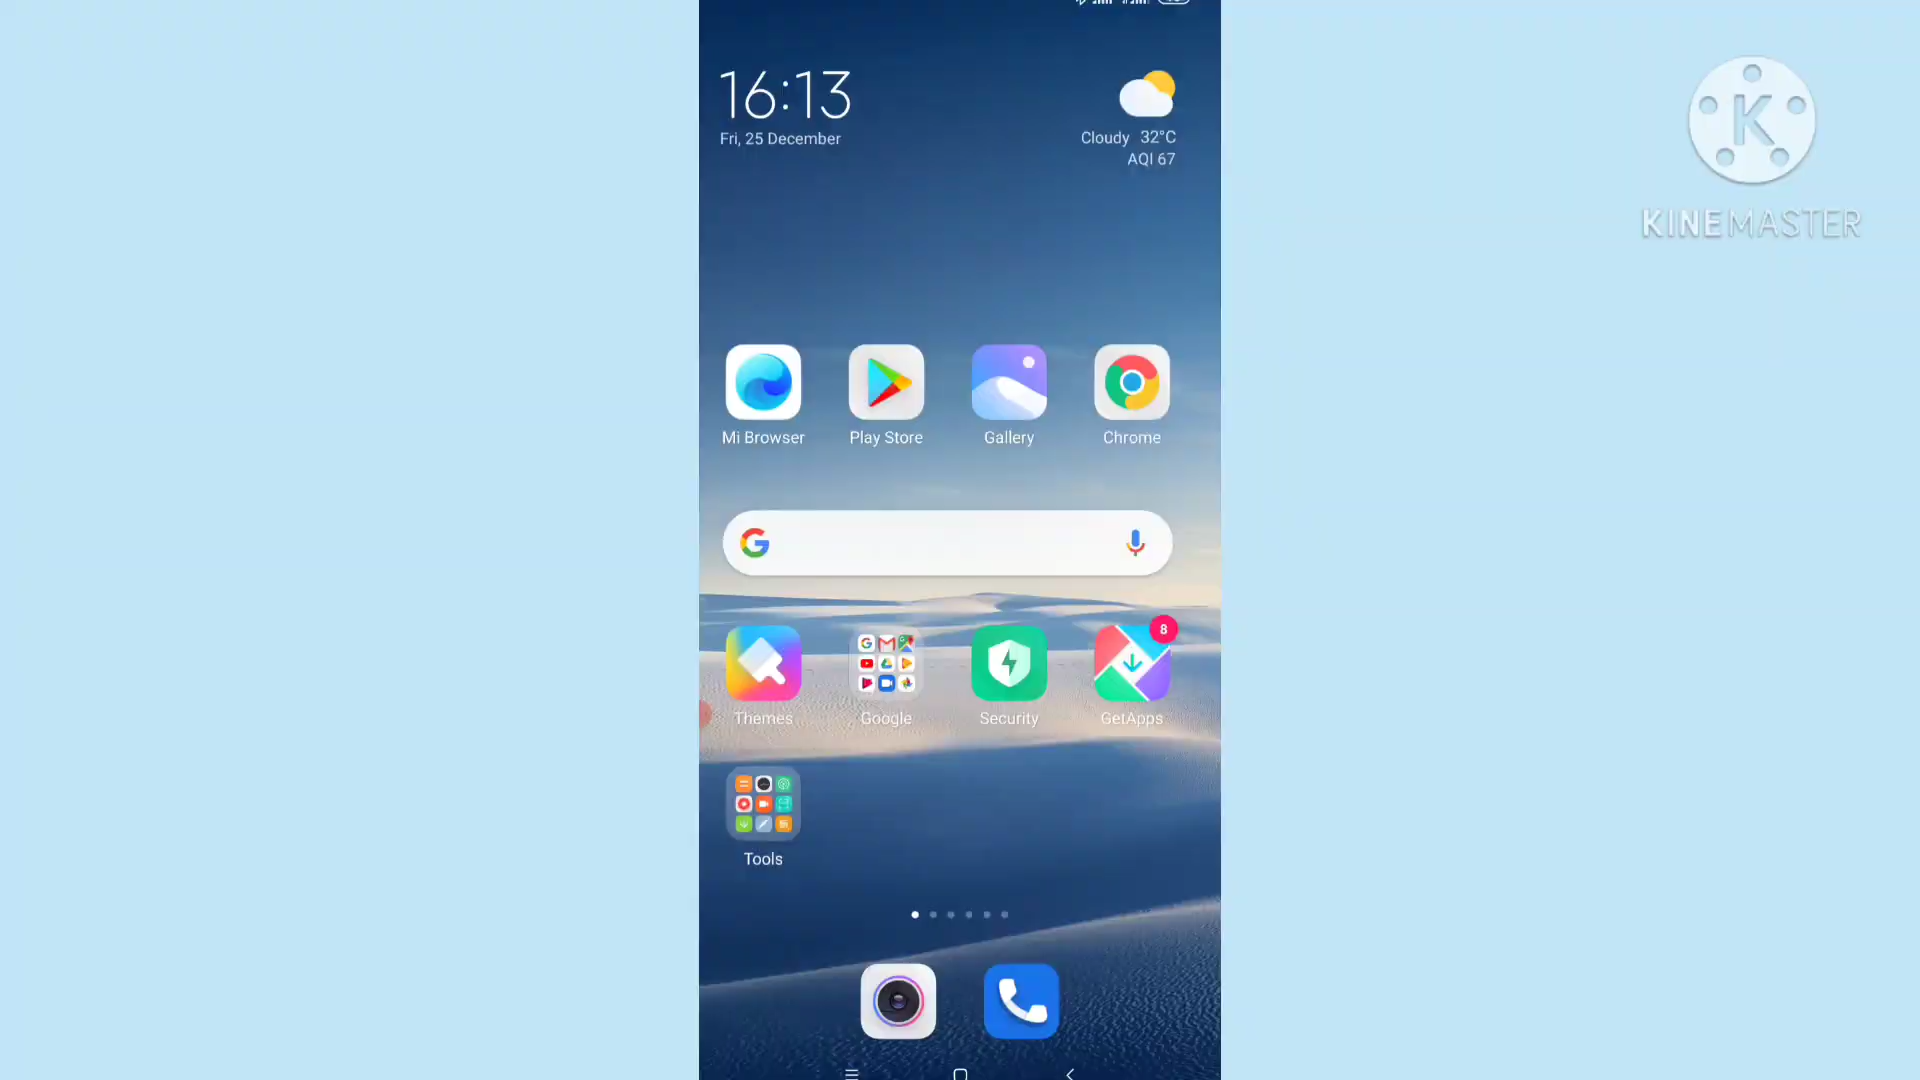 16:13
Fri, 25 December
Cloudy 32°C
AQI 67
K
KINEMASTER
Mi Browser
Play Store
Gallery
Chrome
G
8
Themes
Google
Security
GetApps
Tools